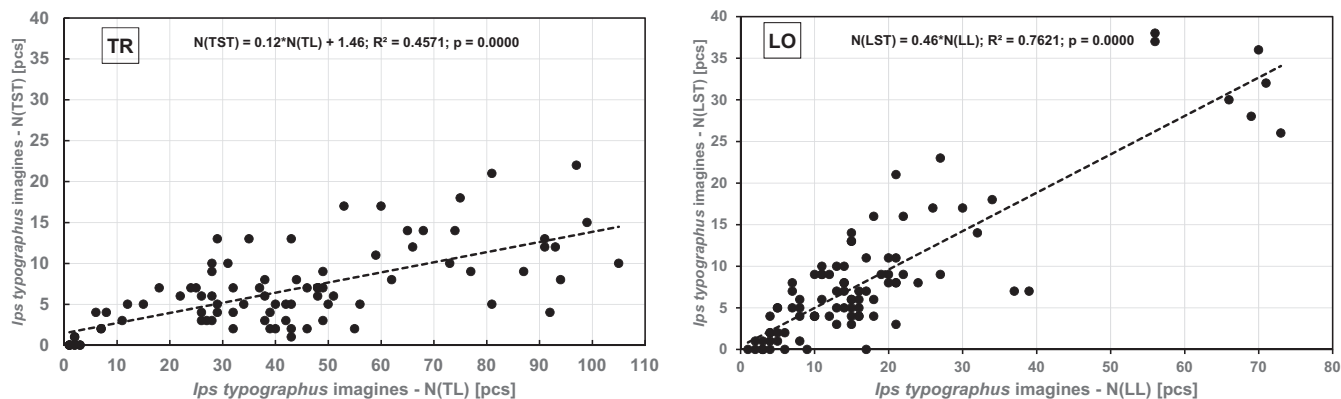 TR
N(TST) = 0.12*N(TL) + 1.46; R² = 0.4571; p = 0.0000
Ips typographus imagines - N(TST) [pcs]
40
35
30
25
20
15
10
5
0
0 10 20 30 40 50 60 70 80 90 100 110
Ips typographus imagines - N(TL) [pcs]
LO
N(LST) = 0.46*N(LL); R² = 0.7621; p = 0.0000
Ips typographus imagines - N(LST) [pcs]
40
35
30
25
20
15
10
5
0
0 10 20 30 40 50 60 70 80
Ips typographus imagines - N(LL) [pcs]